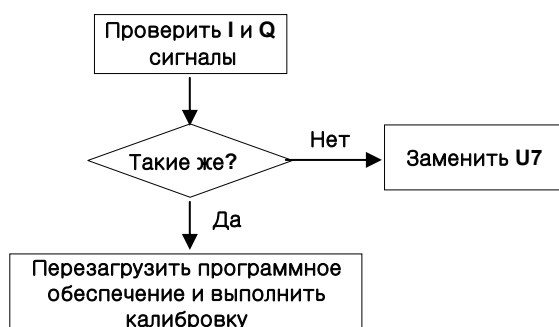 Проверить I и Q
сигналы
Такие же?
Нет
Заменить U7
Да
Перезагрузить программное
обеспечение и выполнить
калибровку